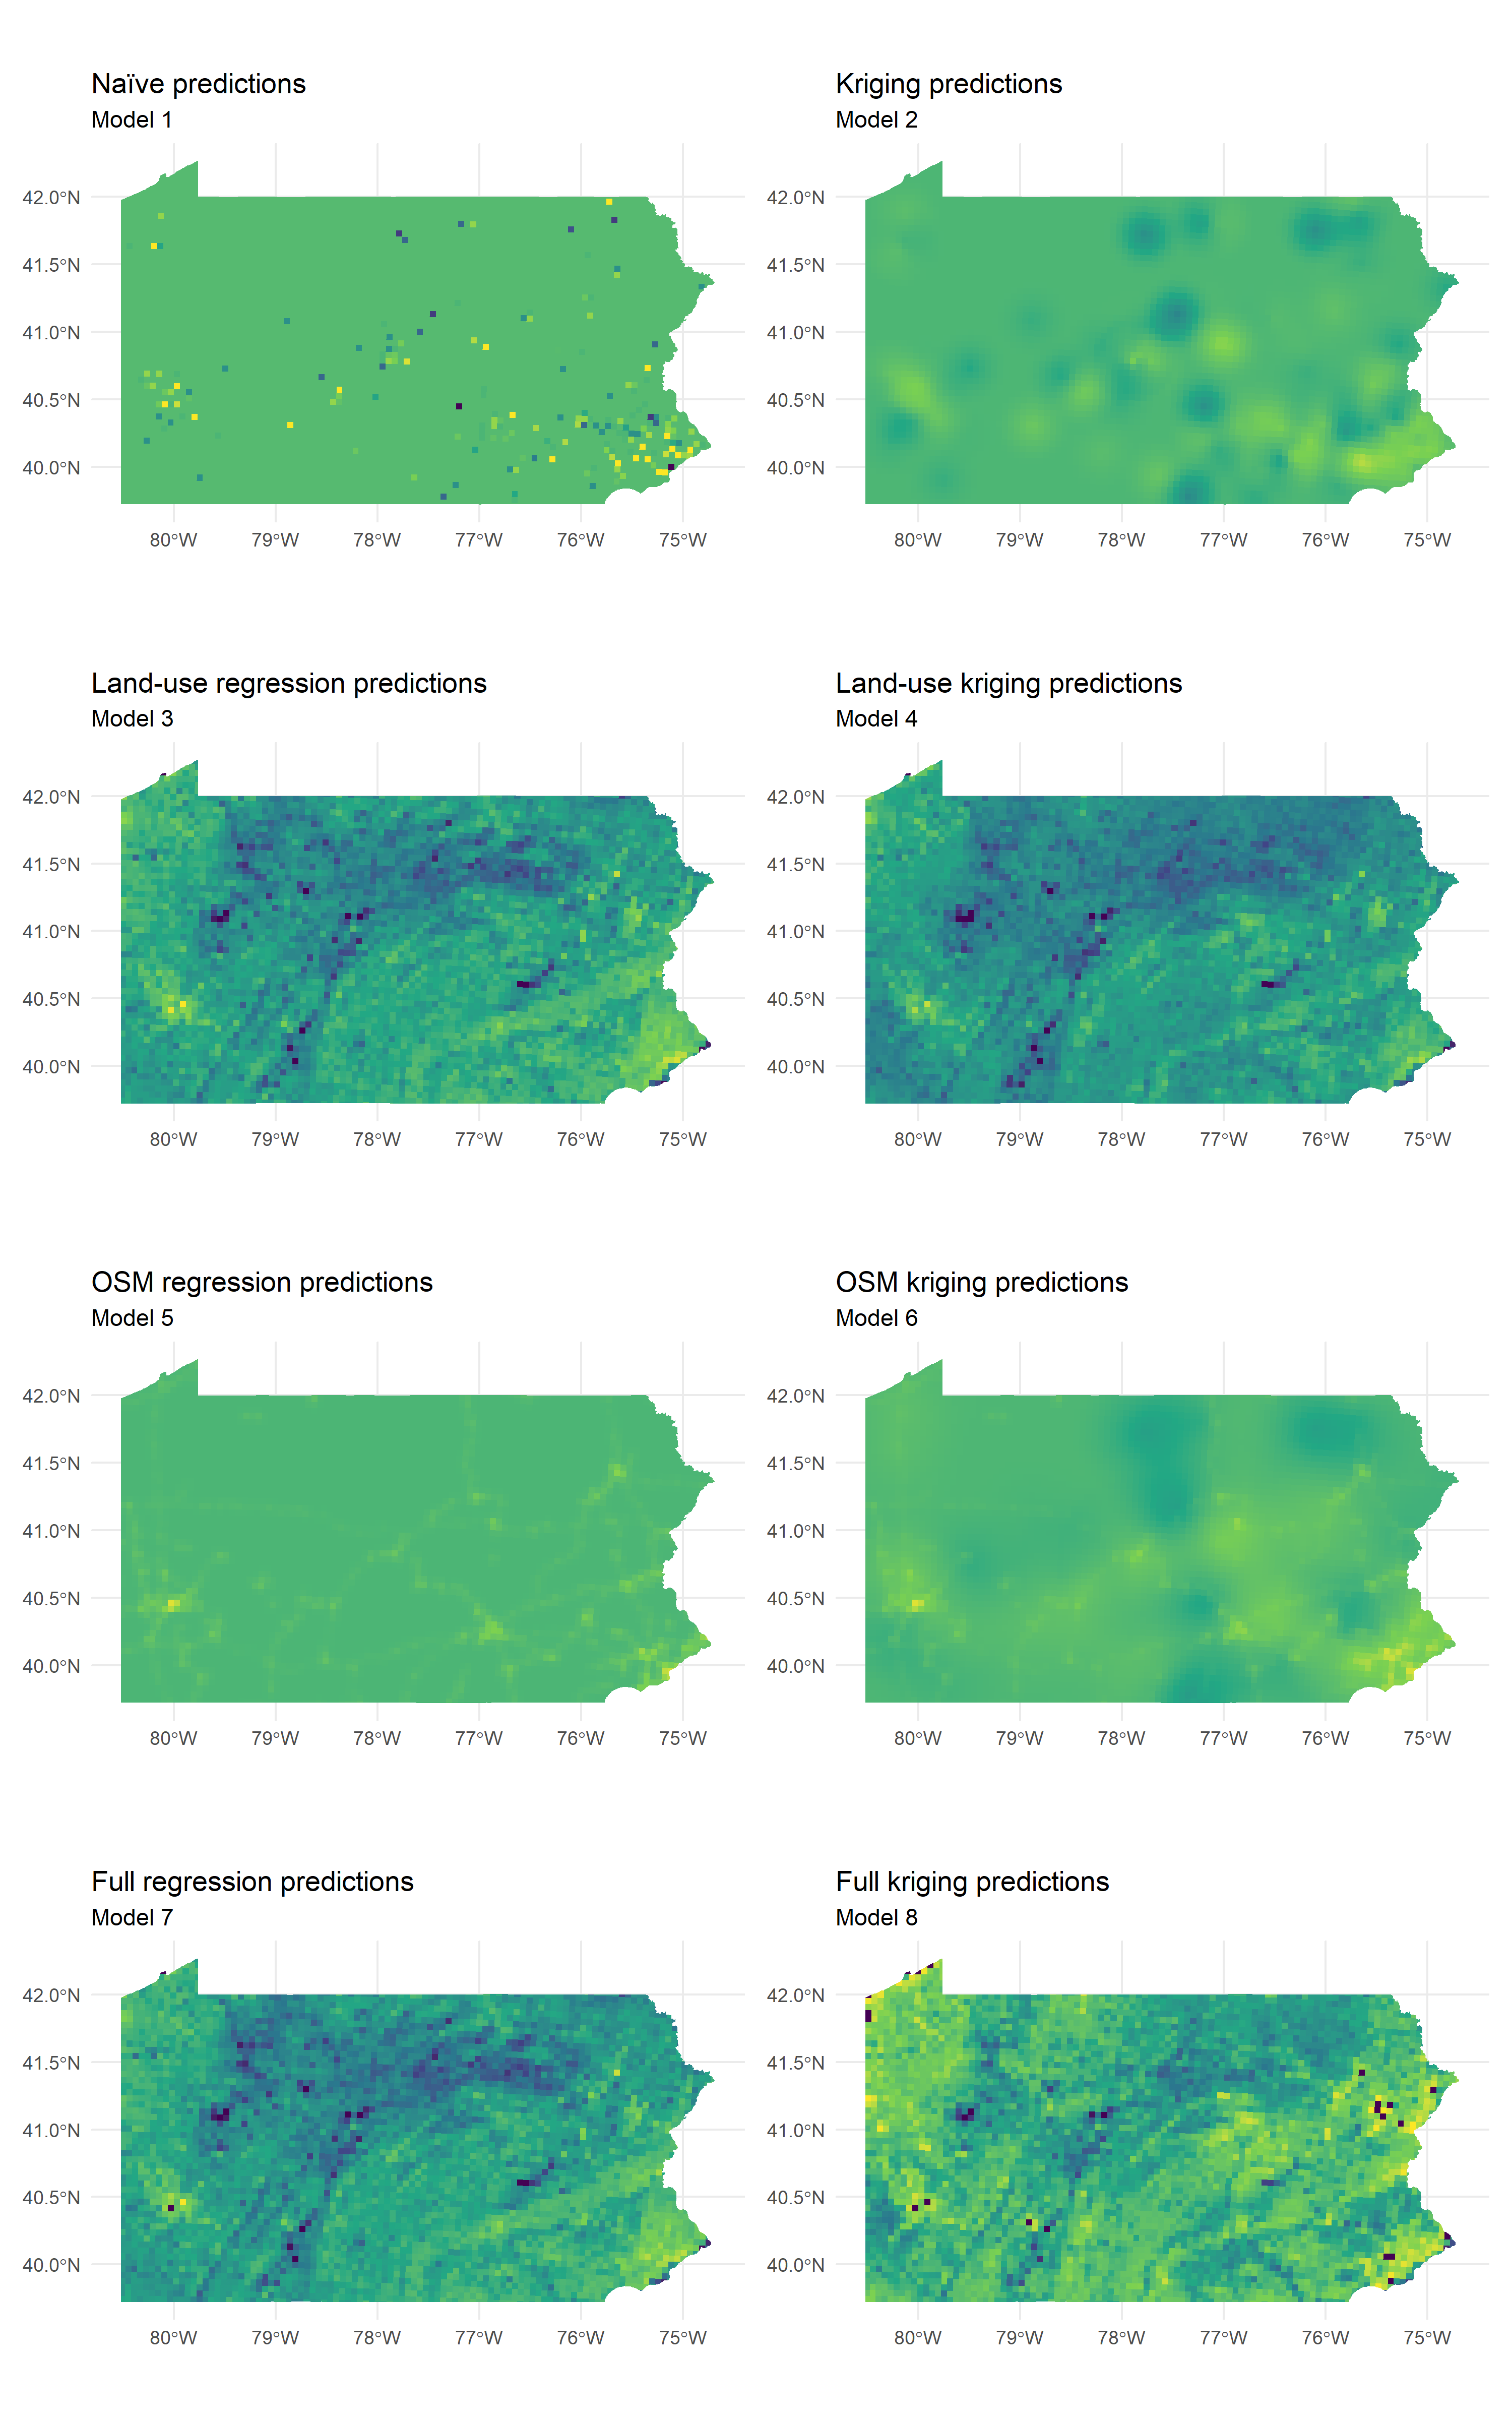 Naïve predictions
Model 1
42.0°N
41.5°N
41.0°N
40.5°N
40.0°N
80°W 79°W 78°W 77°W 76°W 75°W
Kriging predictions
Model 2
42.0°N
41.5°N
41.0°N
40.5°N
40.0°N
80°W 79°W 78°W 77°W 76°W 75°W
Land-use regression predictions
Model 3
42.0°N
41.5°N
41.0°N
40.5°N
40.0°N
80°W 79°W 78°W 77°W 76°W 75°W
Land-use kriging predictions
Model 4
42.0°N
41.5°N
41.0°N
40.5°N
40.0°N
80°W 79°W 78°W 77°W 76°W 75°W
OSM regression predictions
Model 5
42.0°N
41.5°N
41.0°N
40.5°N
40.0°N
80°W 79°W 78°W 77°W 76°W 75°W
OSM kriging predictions
Model 6
42.0°N
41.5°N
41.0°N
40.5°N
40.0°N
80°W 79°W 78°W 77°W 76°W 75°W
Full regression predictions
Model 7
42.0°N
41.5°N
41.0°N
40.5°N
40.0°N
80°W 79°W 78°W 77°W 76°W 75°W
Full kriging predictions
Model 8
42.0°N
41.5°N
41.0°N
40.5°N
40.0°N
80°W 79°W 78°W 77°W 76°W 75°W